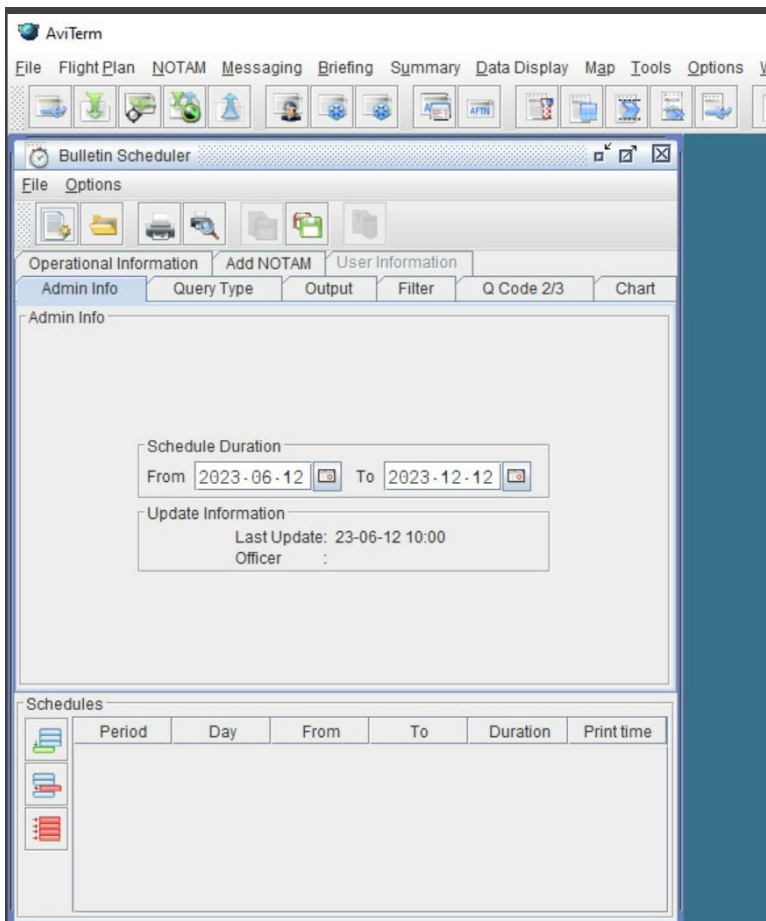 AviTerm
File Flight Plan NOTAM Messaging Briefing Summary Data Display Map Tools Options
AFTN
Bulletin Scheduler
File Options
Operational Information Add NOTAM User Information
Admin Info Query Type Output Filter Q Code 2/3 Chart
Admin Info
Schedule Duration
From 2023-06-12 To 2023-12-12
Update Information
Last Update: 23-06-12 10:00
Officer :
Schedules
Period Day From To Duration Print time